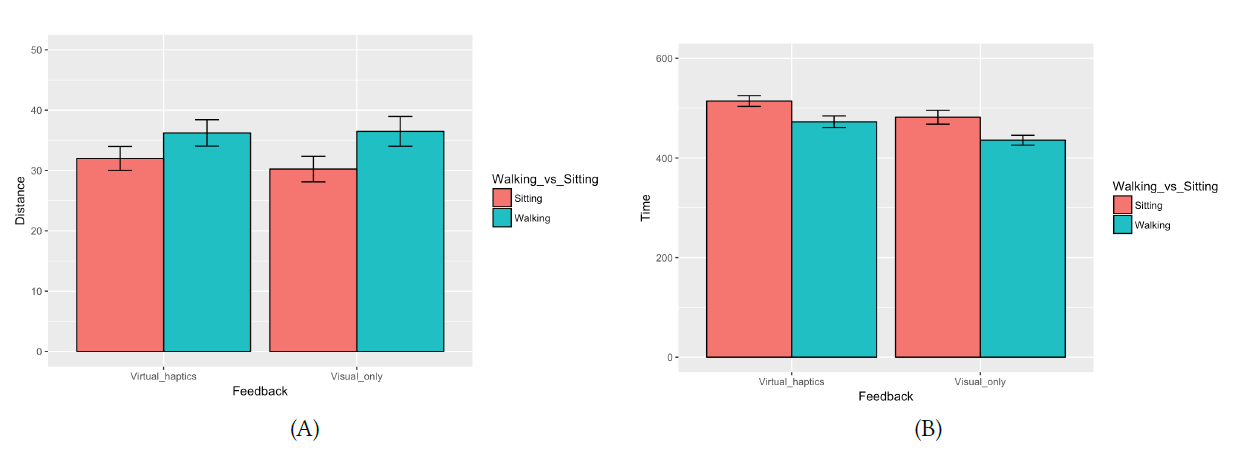 50
40
30
20
10
0
Distance
Virtual_haptics
Visual_only
Feedback
Walking_vs_Sitting
Sitting
Walking
(A)
600
400
200
0
Time
Virtual_haptics
Visual_only
Feedback
Walking_vs_Sitting
Sitting
Walking
(B)